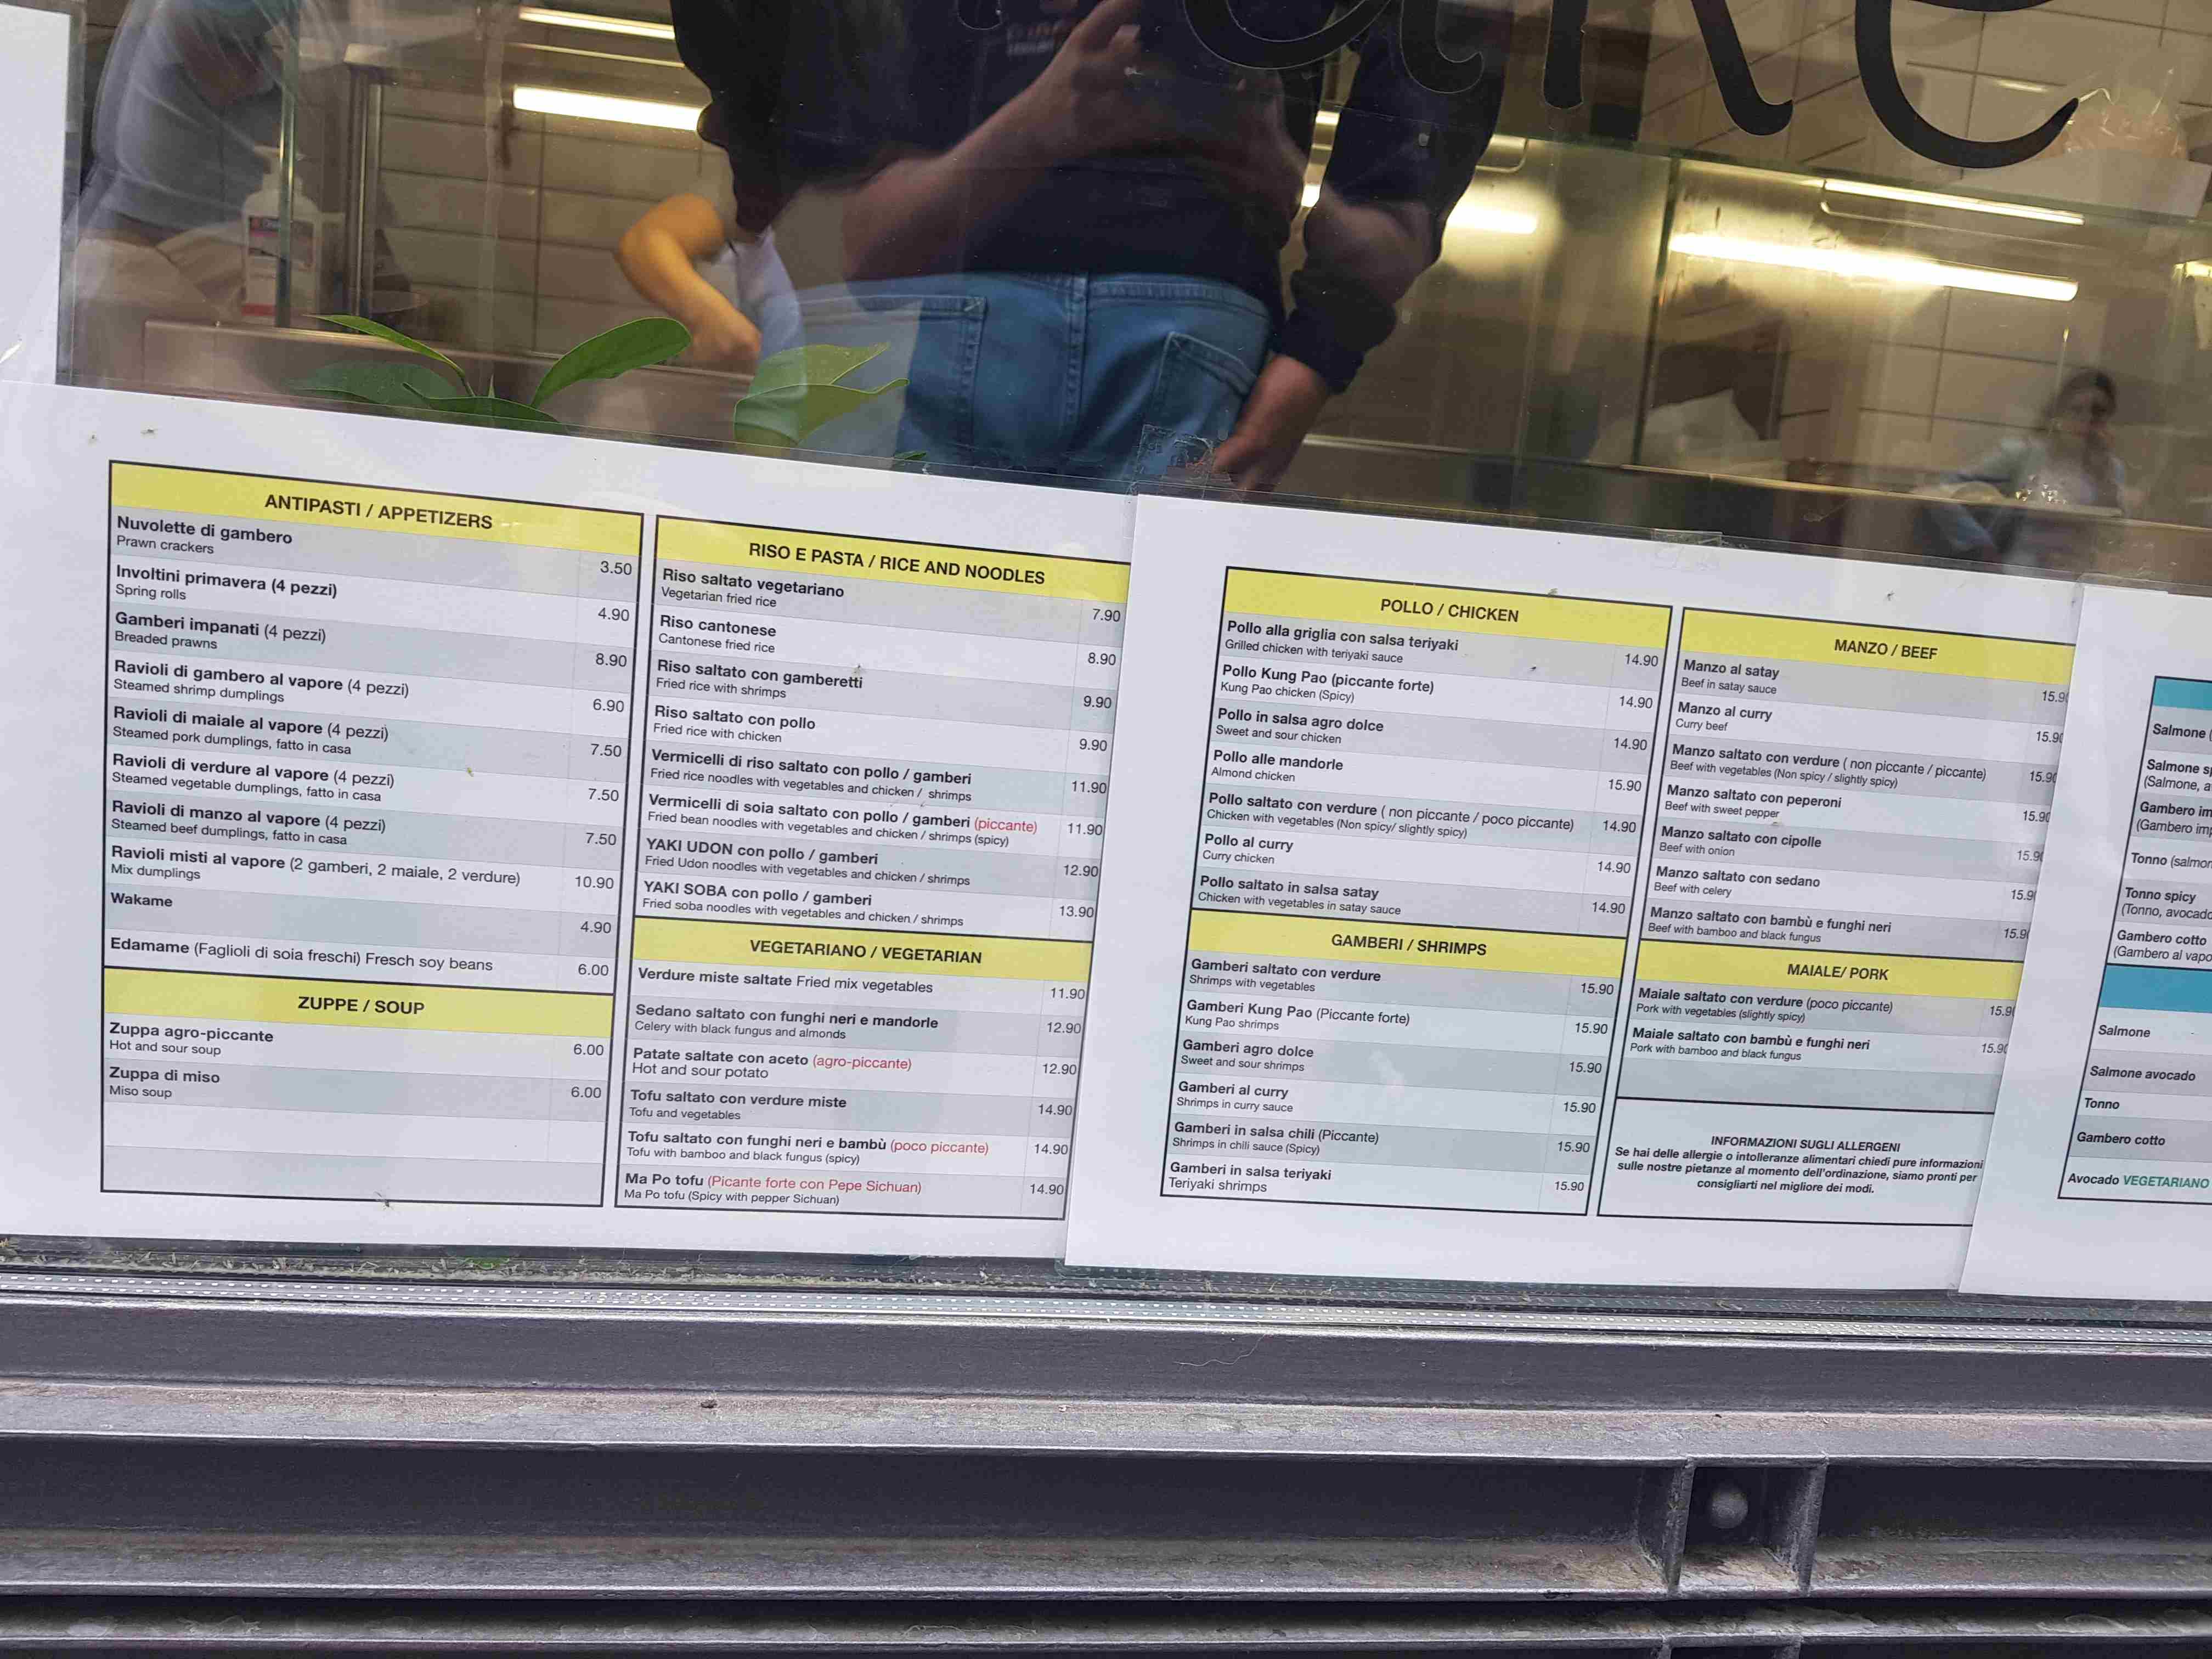 ANTIPASTI / APPETIZERS
Nuvolette di gambero
Prawn crackers
3.50
Involtini primavera (4 pezzi)
Spring rolls
4.90
Gamberi impanati (4 pezzi)
Breaded prawns
8.90
Ravioli di gambero al vapore (4 pezzi)
Steamed shrimp dumplings
6.90
Ravioli di maiale al vapore (4 pezzi)
Steamed pork dumplings, fatto in casa
7.50
Ravioli di verdure al vapore (4 pezzi)
Steamed vegetable dumplings, fatto in casa
7.50
Ravioli di manzo al vapore (4 pezzi)
Steamed beef dumplings, fatto in casa
7.50
Ravioli misti al vapore (2 gamberi, 2 maiale, 2 verdure)
Mix dumplings
10.90
Wakame
4.90
Edamame (Faglioli di soia freschi) Fresch soy beans
6.00
ZUPPE / SOUP
Zuppa agro-piccante
Hot and sour soup
6.00
Zuppa di miso
Miso soup
6.00
RISO E PASTA / RICE AND NOODLES
Riso saltato vegetariano
Vegetarian fried rice
7.90
Riso cantonese
Cantonese fried rice
8.90
Riso saltato con gamberetti
Fried rice with shrimps
9.90
Riso saltato con pollo
Fried rice with chicken
9.90
Vermicelli di riso saltato con pollo / gamberi
Fried rice noodles with vegetables and chicken / shrimps
11.90
Vermicelli di soia saltato con pollo / gamberi (piccante)
Fried bean noodles with vegetables and chicken / shrimps (spicy)
11.90
YAKI UDON con pollo / gamberi
Fried Udon noodles with vegetables and chicken / shrimps
12.90
YAKI SOBA con pollo / gamberi
Fried soba noodles with vegetables and chicken / shrimps
13.90
VEGETARIANO / VEGETARIAN
Verdure miste saltate Fried mix vegetables
11.90
Sedano saltato con funghi neri e mandorle
Celery with black fungus and almonds
12.90
Patate saltate con aceto (agro-piccante)
Hot and sour potato
12.90
Tofu saltato con verdure miste
Tofu and vegetables
14.90
Tofu saltato con funghi neri e bambù (poco piccante)
Tofu with bamboo and black fungus (spicy)
14.90
Ma Po tofu (Picante forte con Pepe Sichuan)
Ma Po tofu (Spicy with pepper Sichuan)
14.90
POLLO / CHICKEN
Pollo alla griglia con salsa teriyaki
Grilled chicken with teriyaki sauce
14.90
Pollo Kung Pao (piccante forte)
Kung Pao chicken (Spicy)
14.90
Pollo in salsa agro dolce
Sweet and sour chicken
14.90
Pollo alle mandorle
Almond chicken
15.90
Pollo saltato con verdure ( non piccante / poco piccante)
Chicken with vegetables (Non spicy/ slightly spicy)
14.90
Pollo al curry
Curry chicken
14.90
Pollo saltato in salsa satay
Chicken with vegetables in satay sauce
14.90
GAMBERI / SHRIMPS
Gamberi saltato con verdure
Shrimps with vegetables
15.90
Gamberi Kung Pao (Piccante forte)
Kung Pao shrimps
15.90
Gamberi agro dolce
Sweet and sour shrimps
15.90
Gamberi al curry
Shrimps in curry sauce
15.90
Gamberi in salsa chili (Piccante)
Shrimps in chili sauce (Spicy)
15.90
Gamberi in salsa teriyaki
Teriyaki shrimps
15.90
MANZO / BEEF
Manzo al satay
Beef in satay sauce
15.9
Manzo al curry
Curry beef
15.90
Manzo saltato con verdure ( non piccante / piccante)
Beef with vegetables (Non spicy / slightly spicy)
15.90
Manzo saltato con peperoni
Beef with sweet pepper
15.90
Manzo saltato con cipolle
Beef with onion
15.9
Manzo saltato con sedano
Beef with celery
15.9
Manzo saltato con bambù e funghi neri
Beef with bamboo and black fungus
15.9
MAIALE/ PORK
Maiale saltato con verdure (poco piccante)
Pork with vegetables (slightly spicy)
15.9
Maiale saltato con bambù e funghi neri
Pork with bamboo and black fungus
15.90
INFORMAZIONI SUGLI ALLERGENI
Se hai delle allergie o intolleranze alimentari chiedi pure informazioni
sulle nostre pietanze al momento dell'ordinazione, siamo pronti per
consigliarti nel migliore dei modi.
Salmone (
Salmone
(Salmone,
Gambero
(Gambero
Tonno
Tonno spicy
(Tonno,
Gambero cotto
(Gambero al
Salmone
Salmone avocado
Tonno
Gambero cotto
Avocado VEGETARIANO